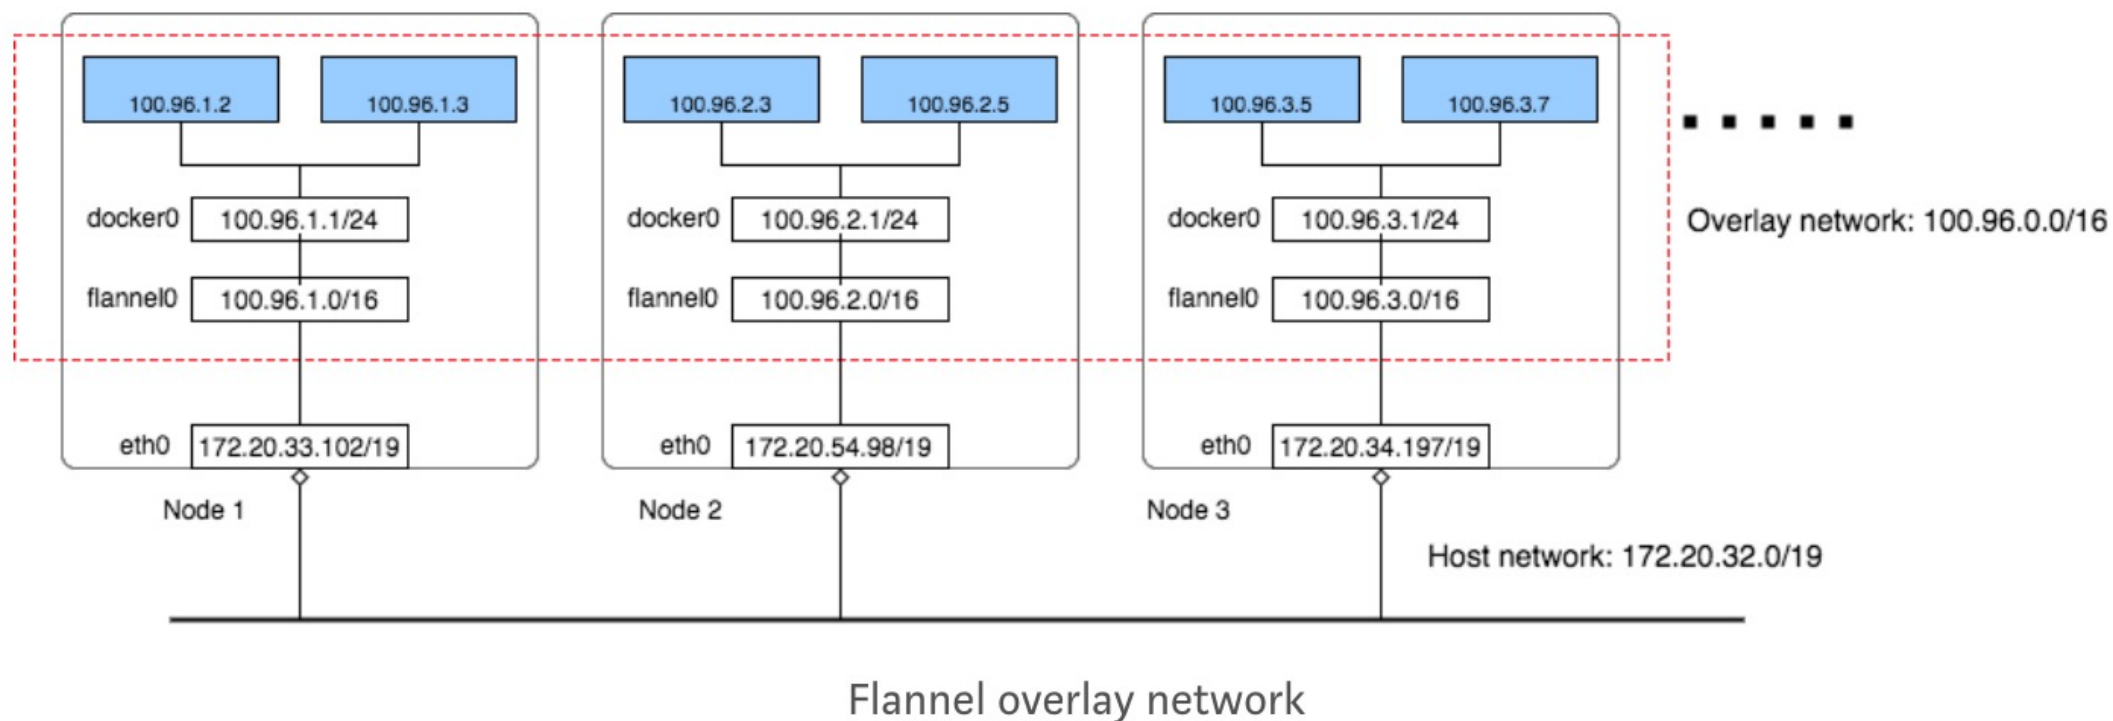 100.96.1.2
100.96.1.3
100.96.2.3
100.96.2.5
100.96.3.5
100.96.3.7
docker0 100.96.1.1/24
docker0 100.96.2.1/24
docker0 100.96.3.1/24
Overlay network: 100.96.0.0/16
flannel0 100.96.1.0/16
flannel0 100.96.2.0/16
flannel0 100.96.3.0/16
eth0 172.20.33.102/19
eth0 172.20.54.98/19
eth0 172.20.34.197/19
Node 1
Node 2
Node 3
Host network: 172.20.32.0/19
Flannel overlay network